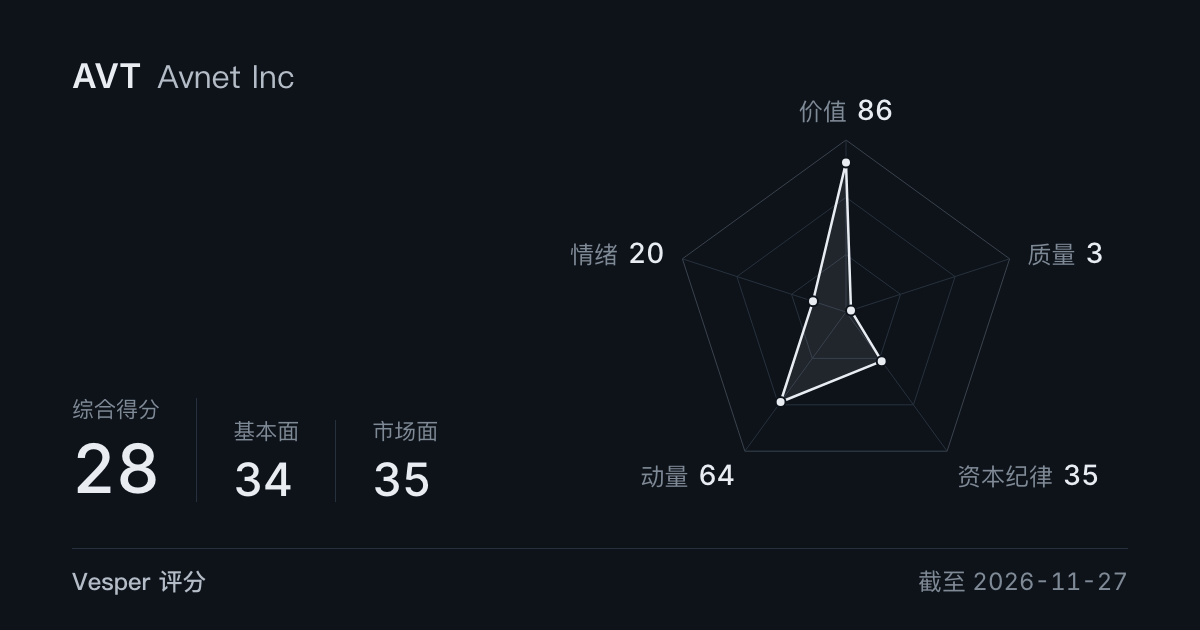 AVT Avnet Inc
价值 86
情绪 20
质量 3
动量 64
资本纪律 35
综合得分
28
基本面
34
市场面
35
Vesper 评分
截至 2026-11-27